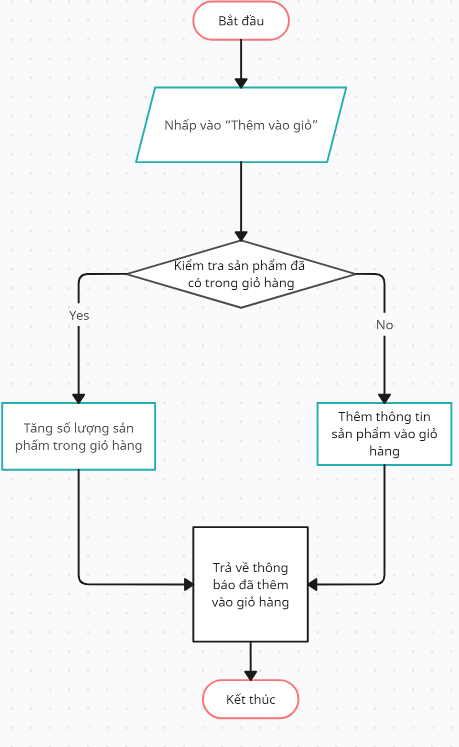 Bắt đầu
Nhấp vào “Thêm vào giỏ”
Kiểm tra sản phẩm đã
có trong giỏ hàng
Yes
No
Tăng số lượng sản
phẩm trong giỏ hàng
Thêm thông tin
sản phẩm vào giỏ
hàng
Trả về thông
báo đã thêm
vào giỏ hàng
Kết thúc